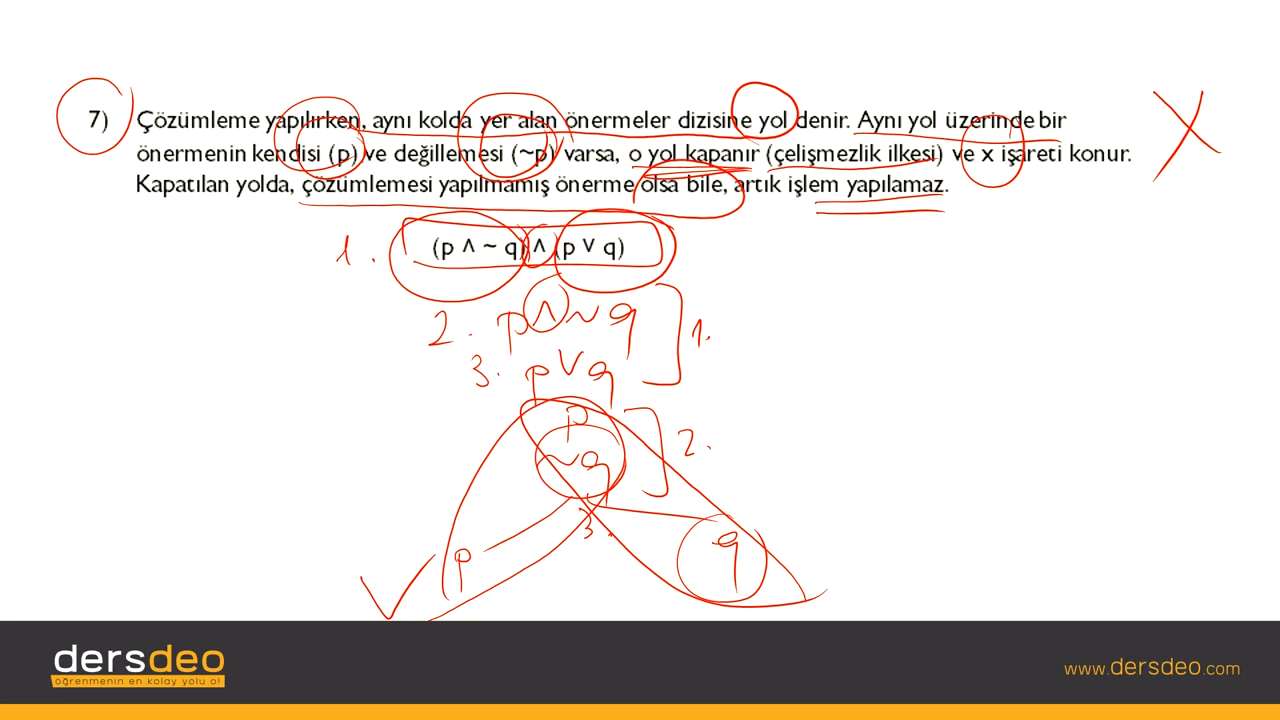 7) Çözümleme yapılırken, aynı kolda yer alan önermeler dizisine yol denir. Aynı yol üzerinde bir
önermenin kendisi (p) ve değillemesi (~p) varsa, o yol kapanır (çelişmezlik ilkesi) ve x işareti konur.
Kapatılan yolda, çözümlemesi yapılmamış önerme olsa bile, artık işlem yapılamaz.
X
1. (p ∧ ~ q) ∧ (p ∨ q)
2. p ∧ ~ q
1.
3. p ∨ q
p
~q
2.
3.
p q
dersdeo
öğrenmenin en kolay yolu o!
www.dersdeo.com